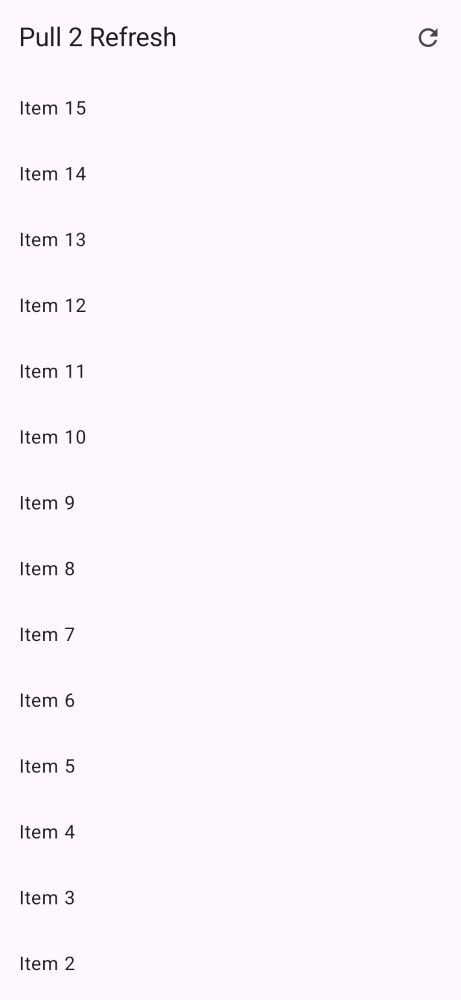 Pull 2 Refresh
Item 15
Item 14
Item 13
Item 12
Item 11
Item 10
Item 9
Item 8
Item 7
Item 6
Item 5
Item 4
Item 3
Item 2